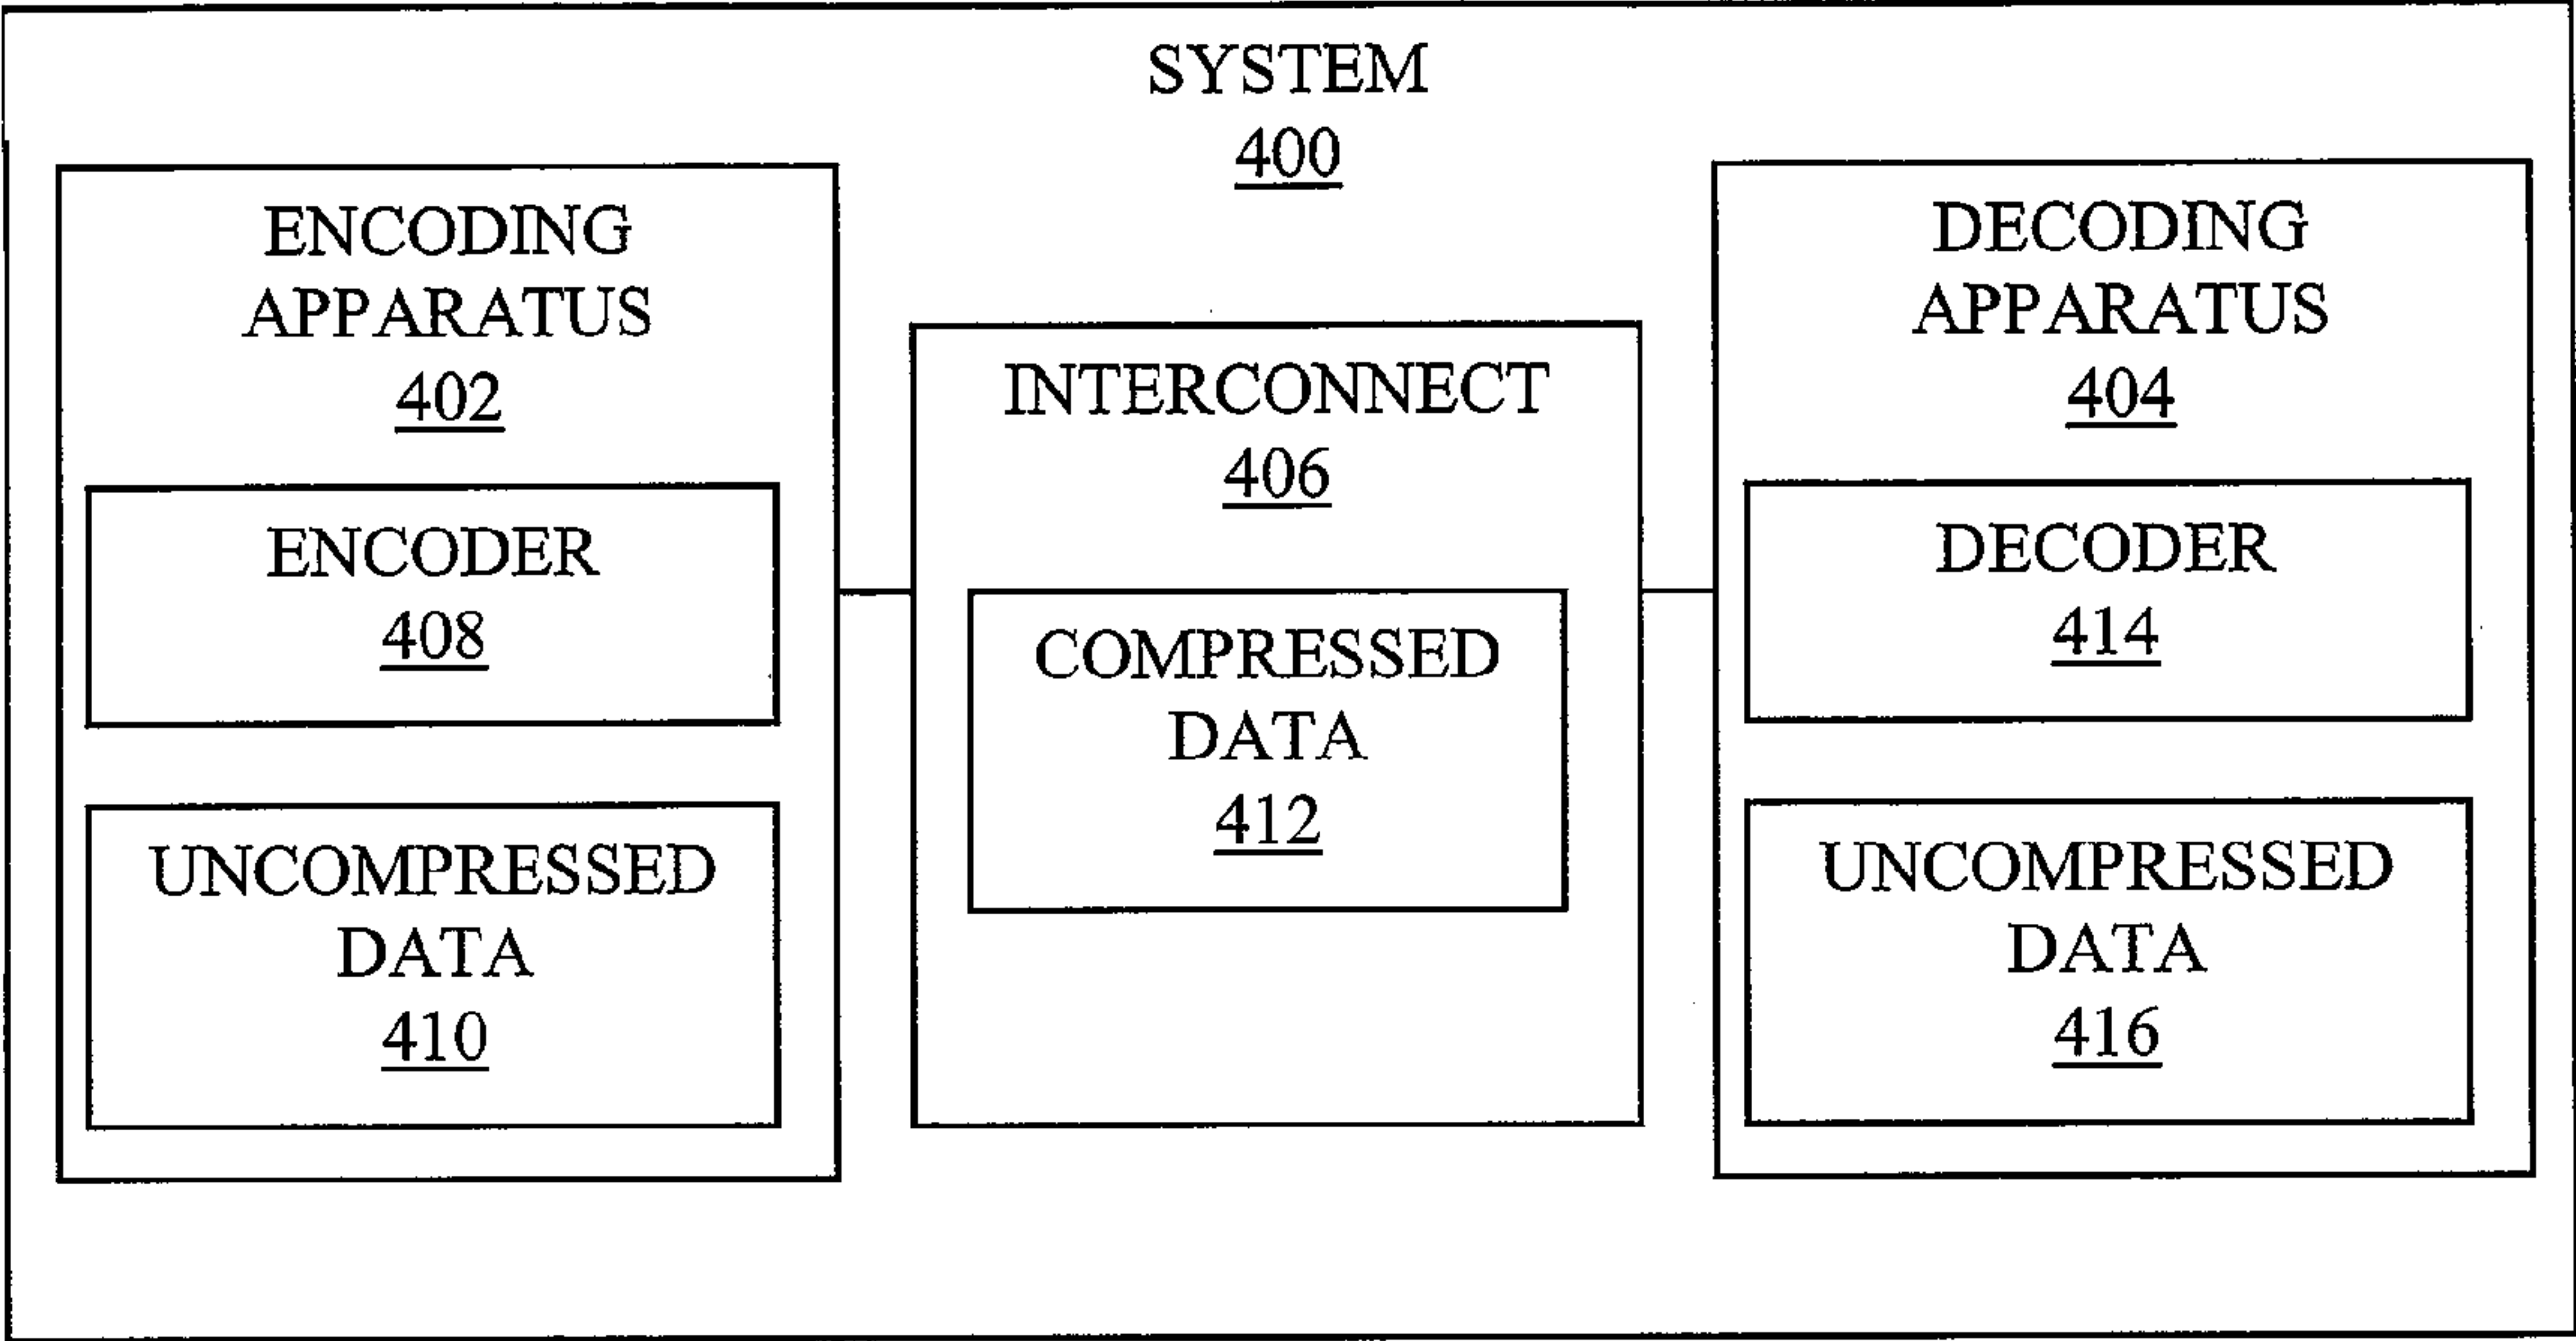 SYSTEM
400
ENCODING
APPARATUS
402
ENCODER
408
UNCOMPRESSED
DATA
410
INTERCONNECT
406
COMPRESSED
DATA
412
DECODING
APPARATUS
404
DECODER
414
UNCOMPRESSED
DATA
416